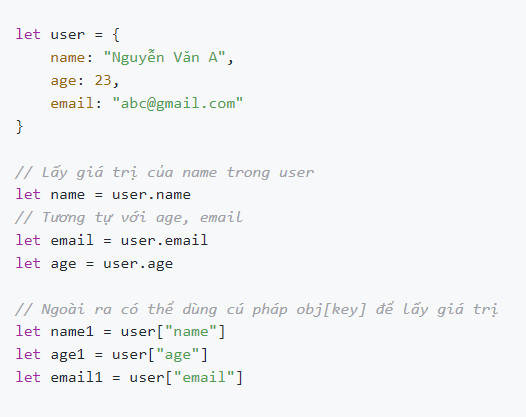 let user = {
    name: "Nguyễn Văn A",
    age: 23,
    email: "abc@gmail.com"
}
// Lấy giá trị của name trong user
let name = user.name
// Tương tự với age, email
let email = user.email
let age = user.age
// Ngoài ra có thể dùng cú pháp obj[key] để lấy giá trị
let name1 = user["name"]
let age1 = user["age"]
let email1 = user["email"]